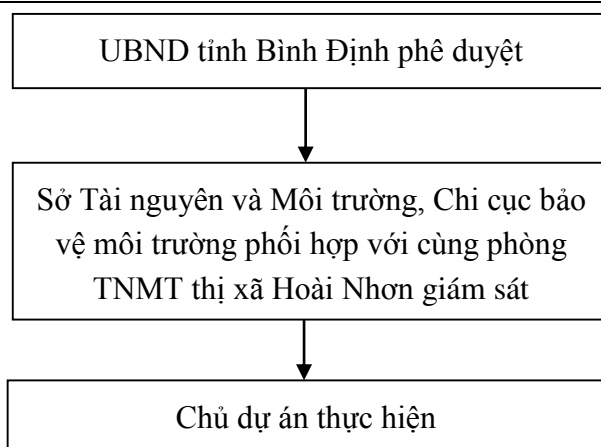 UBND tỉnh Bình Định phê duyệt
Sở Tài nguyên và Môi trường, Chi cục bảo
vệ môi trường phối hợp với cùng phòng
TNMT thị xã Hoài Nhơn giám sát
Chủ dự án thực hiện